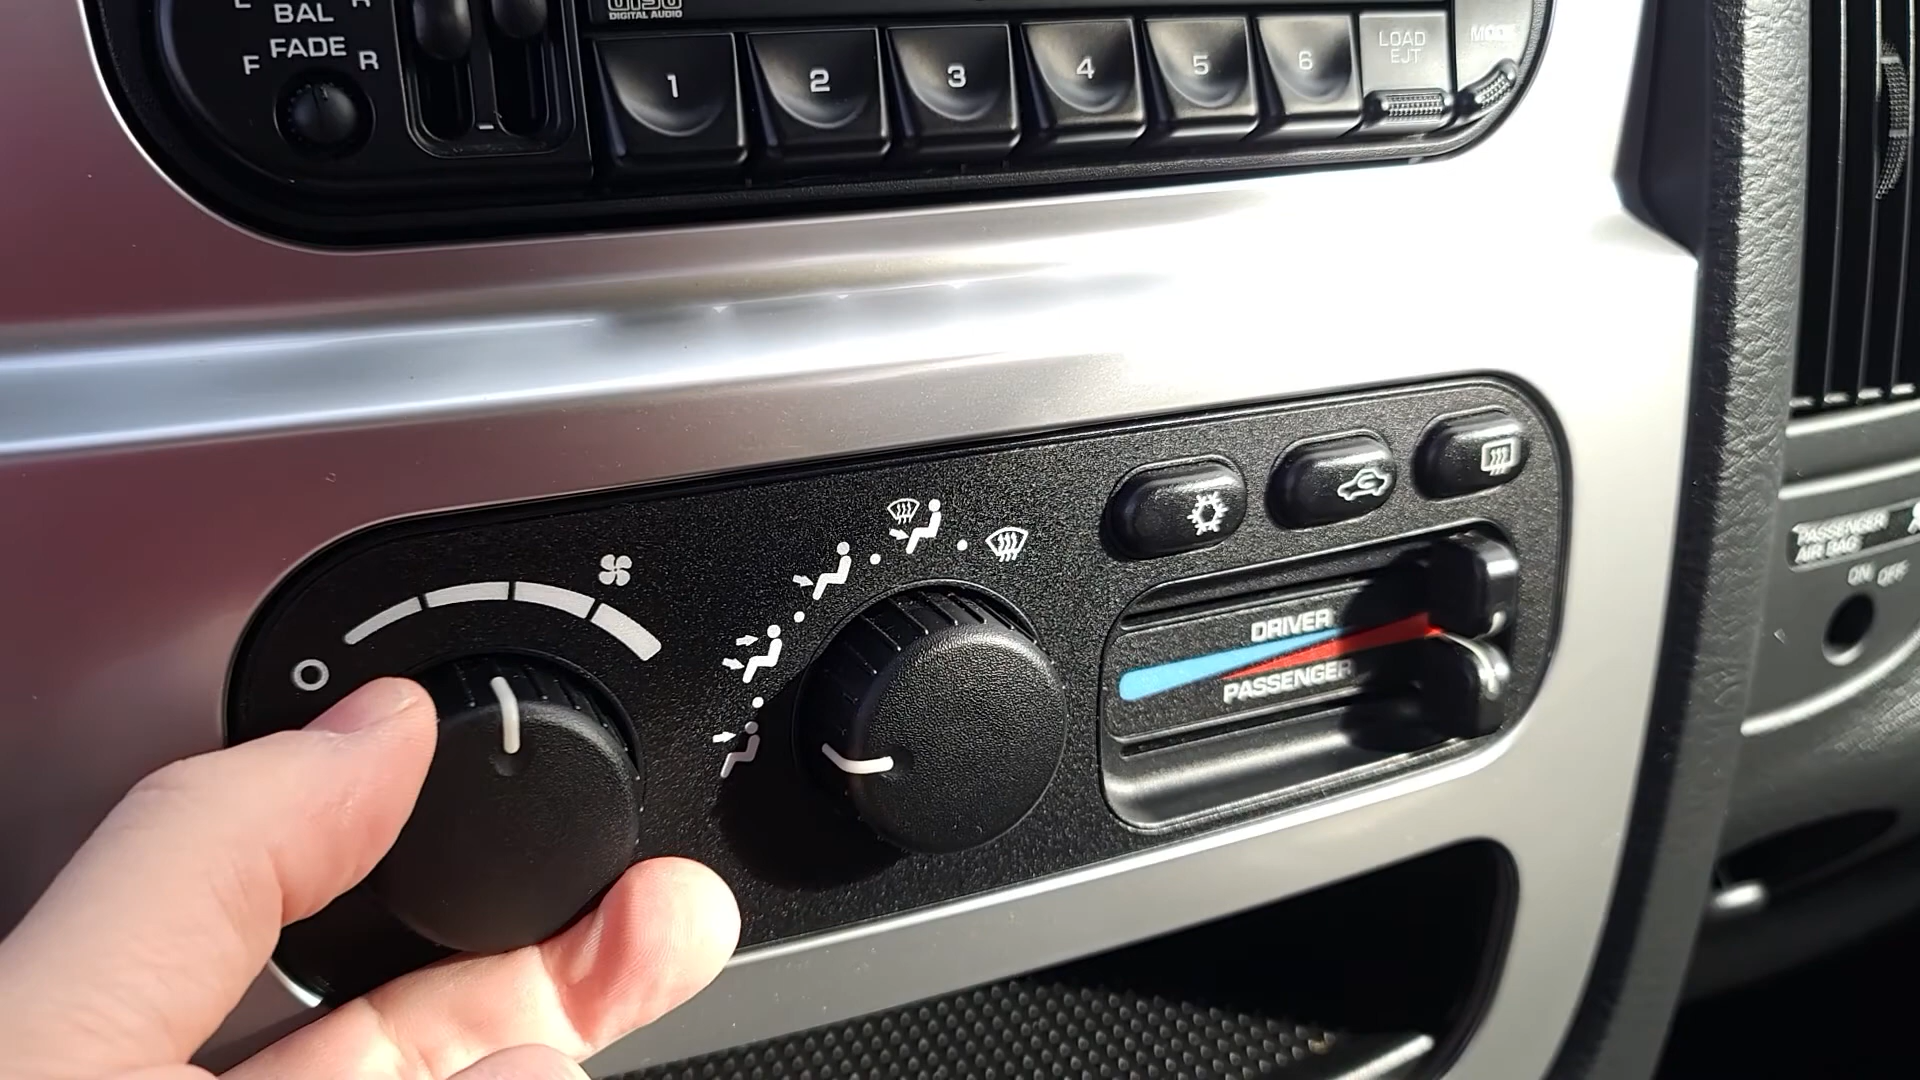 L R
BAL
FADE
F R
DIGITAL AUDIO
1 2 3 4 5 6
LOAD
EJT
MODE
DRIVER
PASSENGER
PASSENGER
AIR BAG
ON OFF